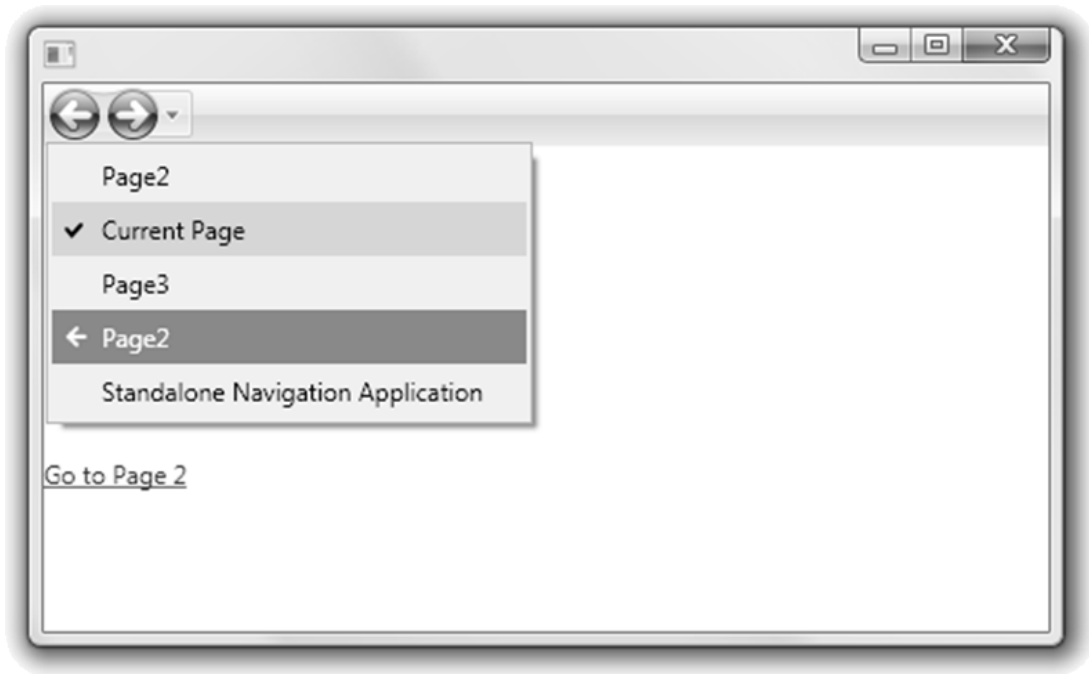 Page2
Current Page
Page3
Page2
Standalone Navigation Application
Go to Page 2